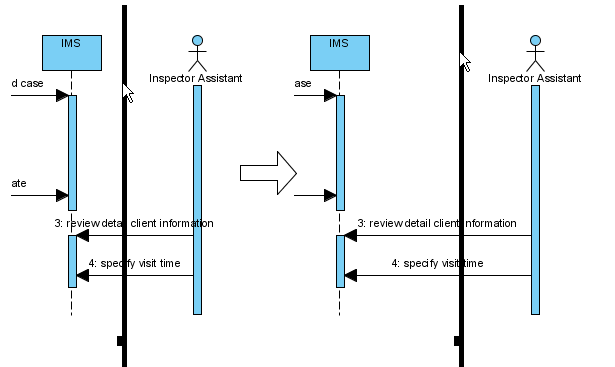 IMS
Inspector Assistant
d case
ate
3: review detail client information
4: specify visit time
IMS
Inspector Assistant
ase
3: review detail client information
4: specify visit time